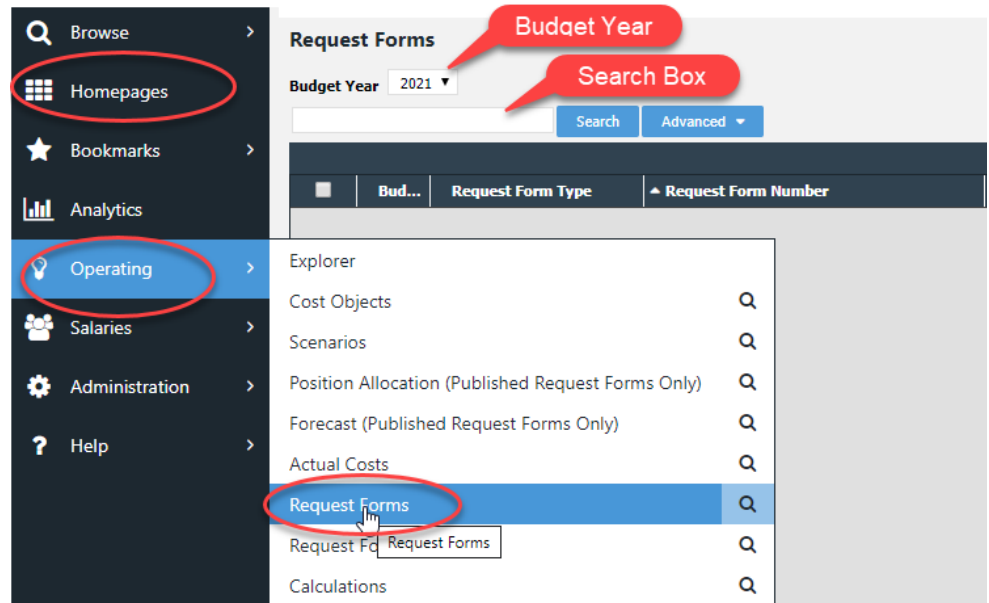 Browse
Homepages
Bookmarks
Analytics
Operating
Salaries
Administration
? Help
Request Forms
Budget Year
Budget Year 2021
Search Box
Search Advanced
Bud... Request Form Type Request Form Number
Explorer
Cost Objects
Scenarios
Position Allocation (Published Request Forms Only)
Forecast (Published Request Forms Only)
Actual Costs
Request Forms
Request Fo
Request Forms
Calculations